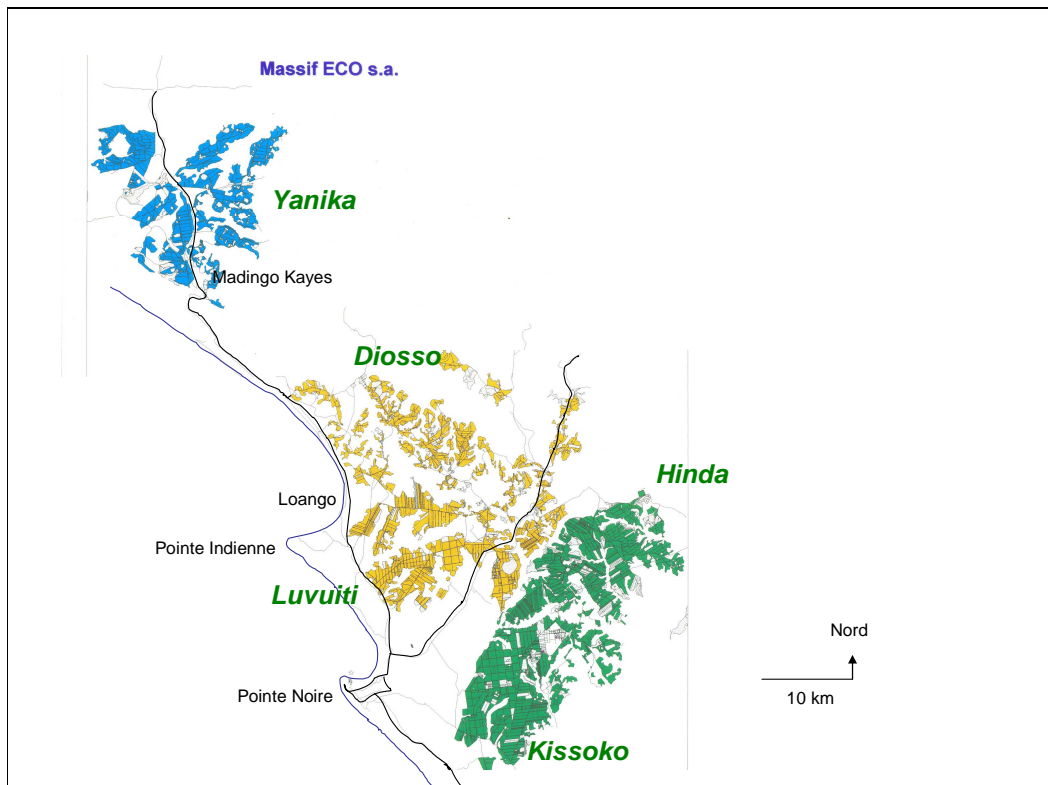 Massif ECO s.a.
Yanika
Madingo Kayes
Diosso
Hinda
Loango
Pointe Indienne
Luvuiti
Nord
Pointe Noire
10 km
Kissoko